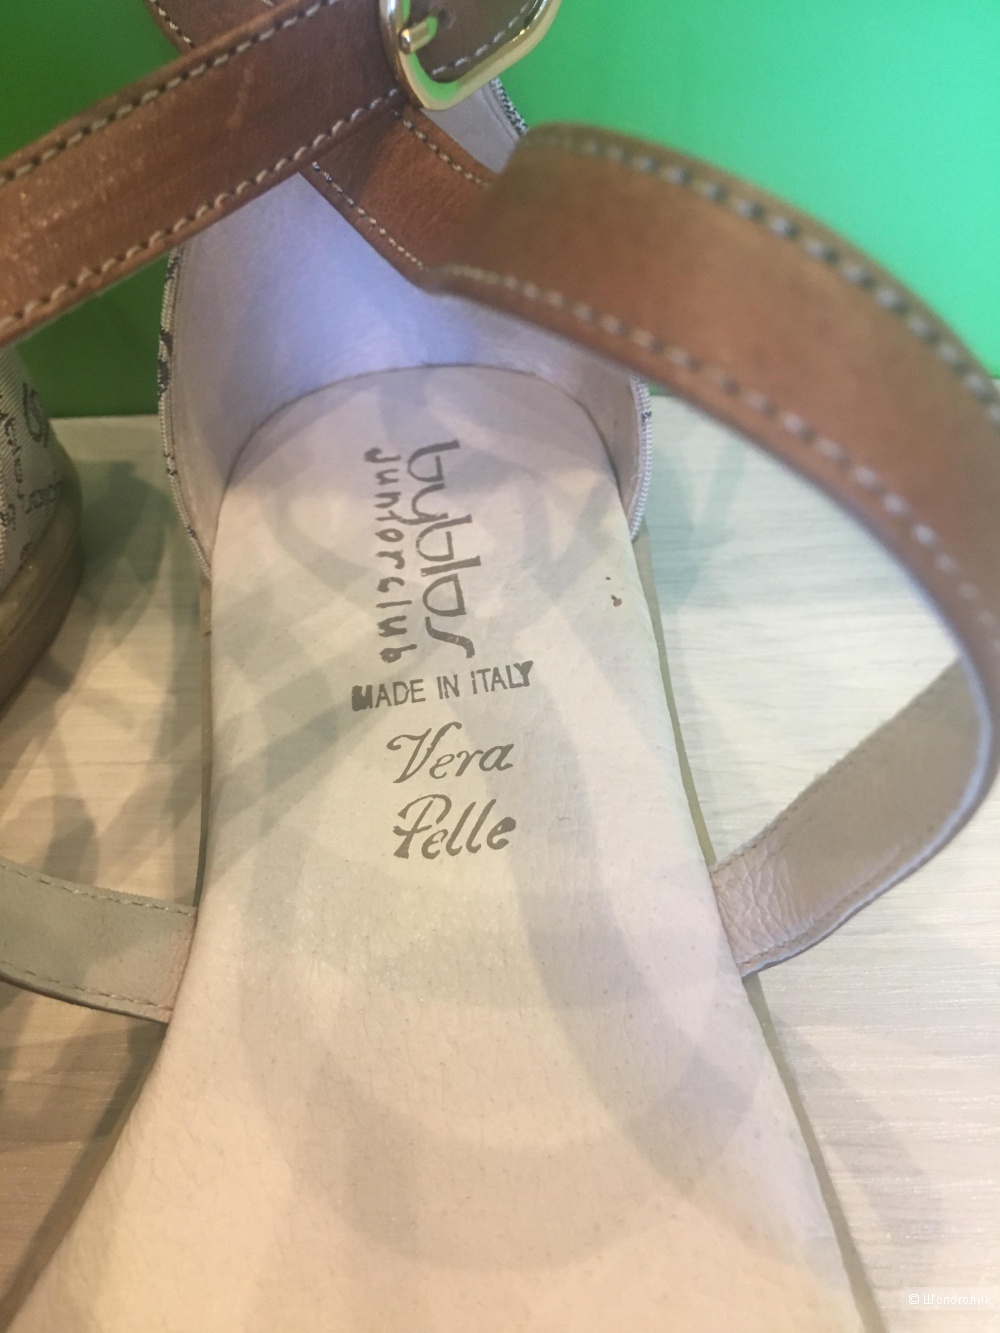 byblos
juniorclub
MADE IN ITALY
Vera
Pelle
© Шопоголик